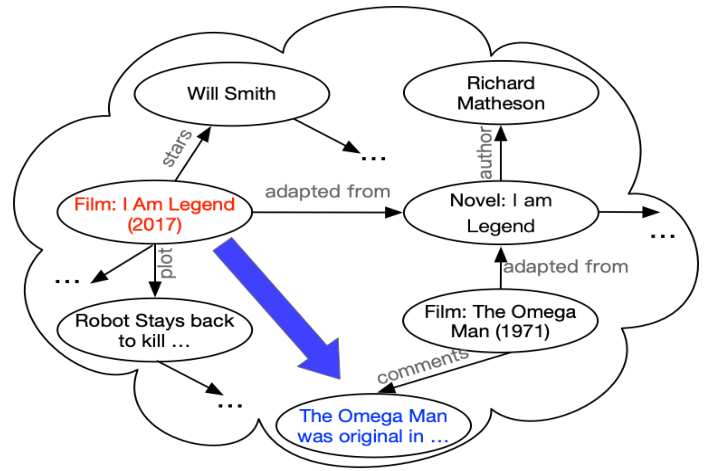 Will Smith
Richard
Matheson
stars
...
author
Film: I Am Legend
(2017)
adapted from
Novel: I am
Legend
...
plot
...
adapted from
Robot Stays back
to kill ...
Film: The Omega
Man (1971)
comments
...
The Omega Man
was original in ...